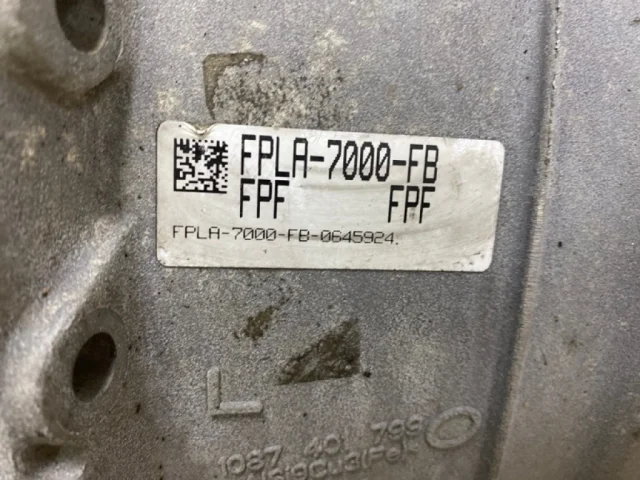 FPLA-7000-FB
FPF FPF
FPLA-7000-FB-0645924.
L
1087 401 799